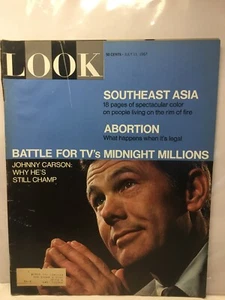 LOOK
SOUTHEAST ASIA
18 pages of spectacular color
on people living on the rim of fire
ABORTION
What happens when it's legal
BATTLE FOR TV's MIDNIGHT MILLIONS
JOHNNY CARSON:
WHY HE'S
STILL CHAMP